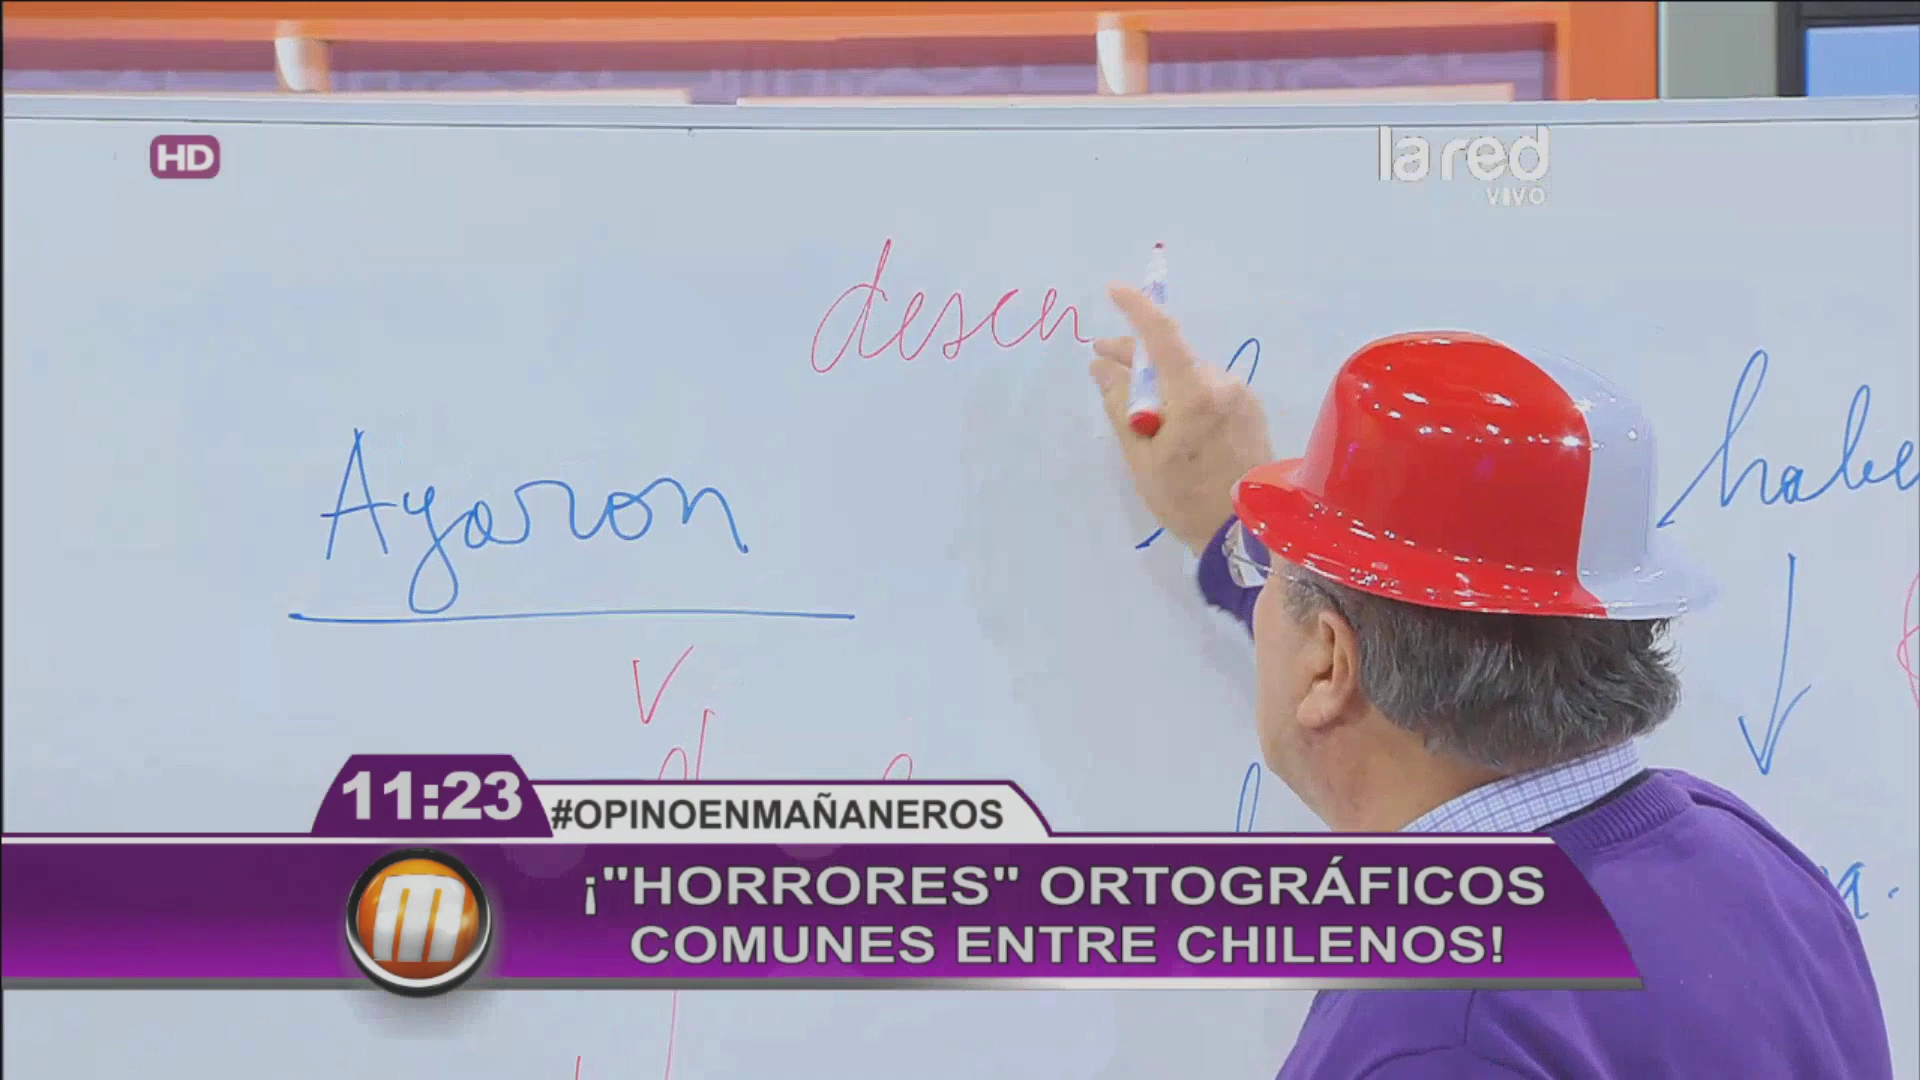 HD
la red
VIVO
descu
Ayaron
habe
v
11:23
#OPINOENMAÑANEROS
¡"HORRORES" ORTOGRÁFICOS
COMUNES ENTRE CHILENOS!